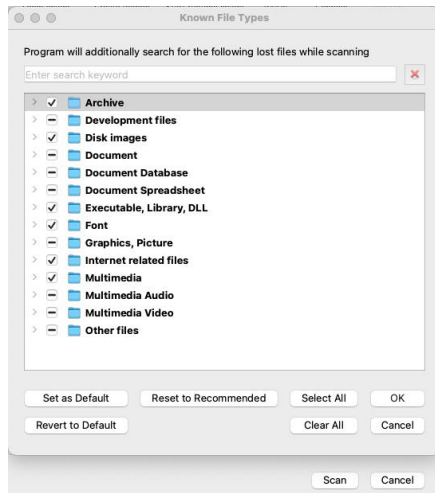 Known File Types
Program will additionally search for the following lost files while scanning
Enter search keyword
Archive
Development files
Disk images
Document
Document Database
Document Spreadsheet
Executable, Library, DLL
Font
Graphics, Picture
Internet related files
Multimedia
Multimedia Audio
Multimedia Video
Other files
Set as Default Reset to Recommended Select All OK
Revert to Default Clear All Cancel
Scan Cancel